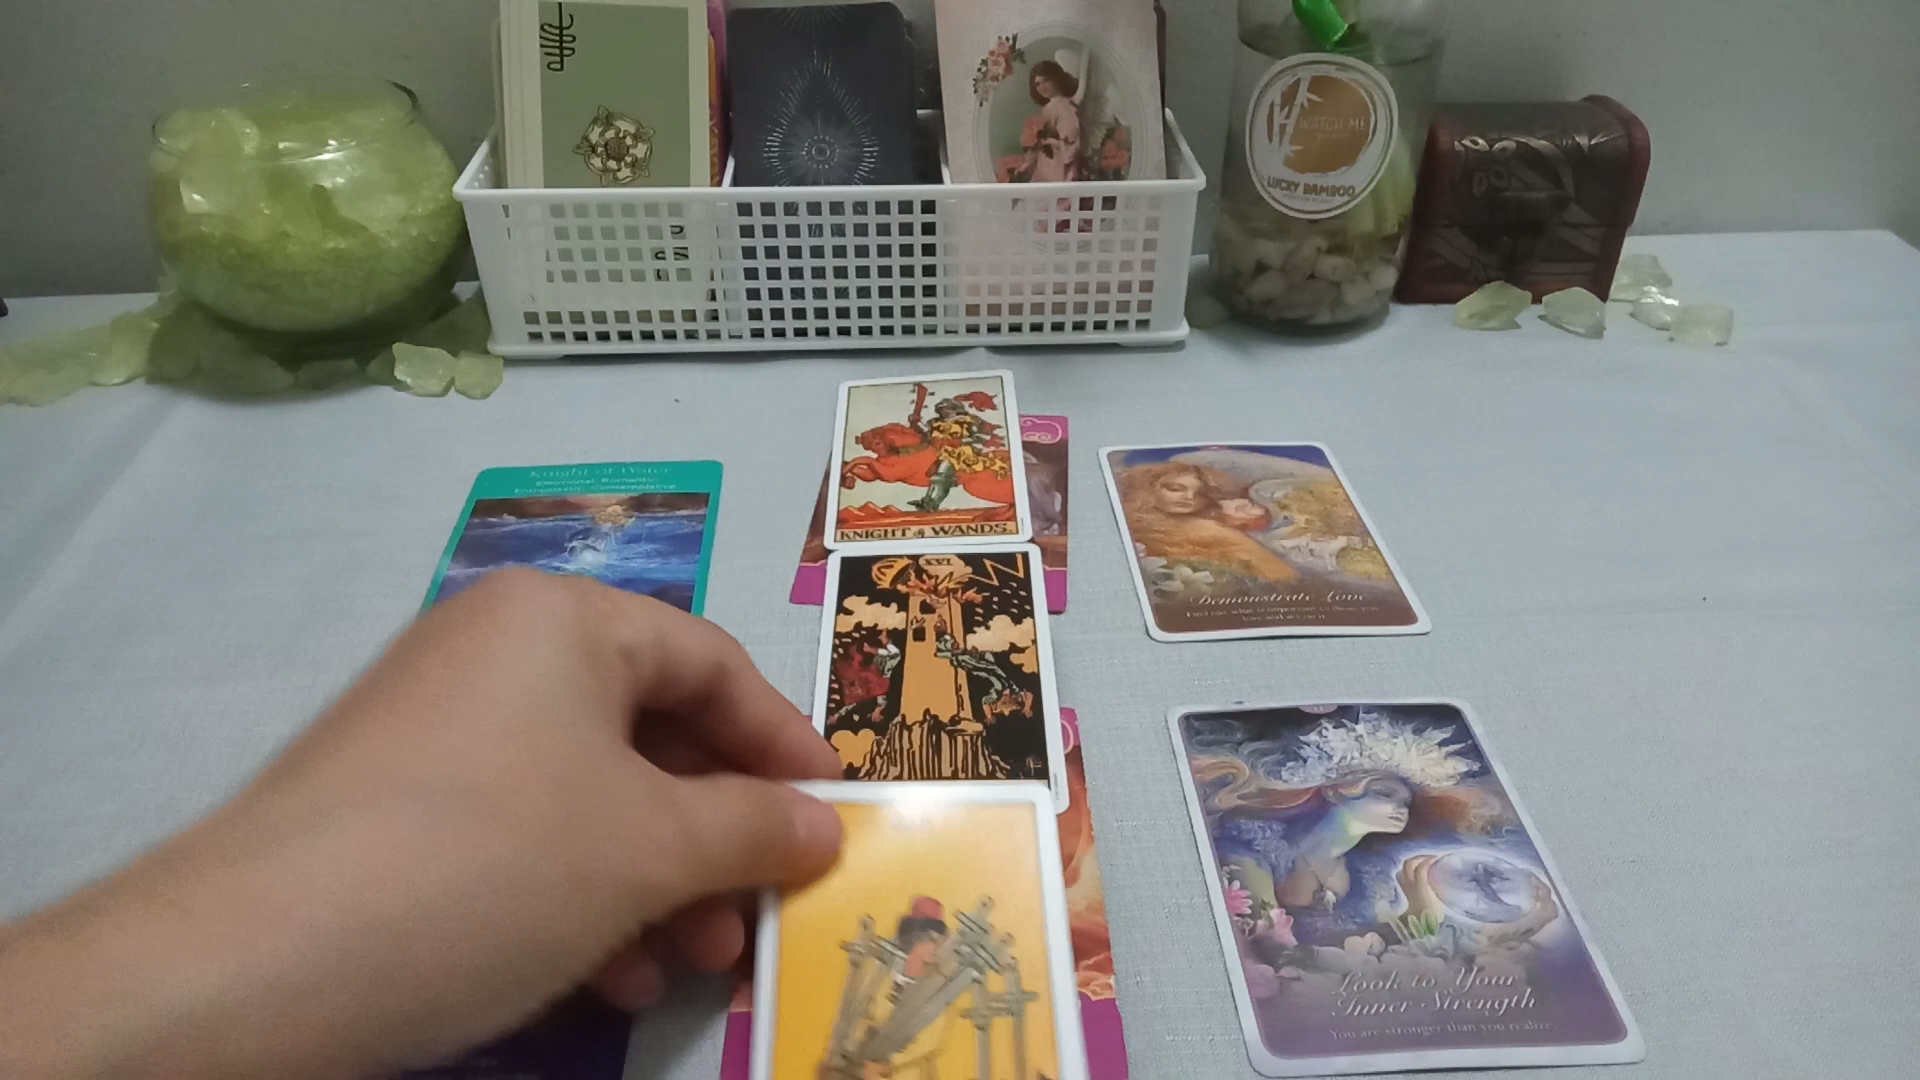 WATCH ME
LUCKY BAMBOO
Knight of Water
Emotional, Romantic,
Energetic, Contemplative
KNIGHT of WANDS.
XVI
Demonstrate Love
Look to Your
Inner Strength
You are stronger than you realize.